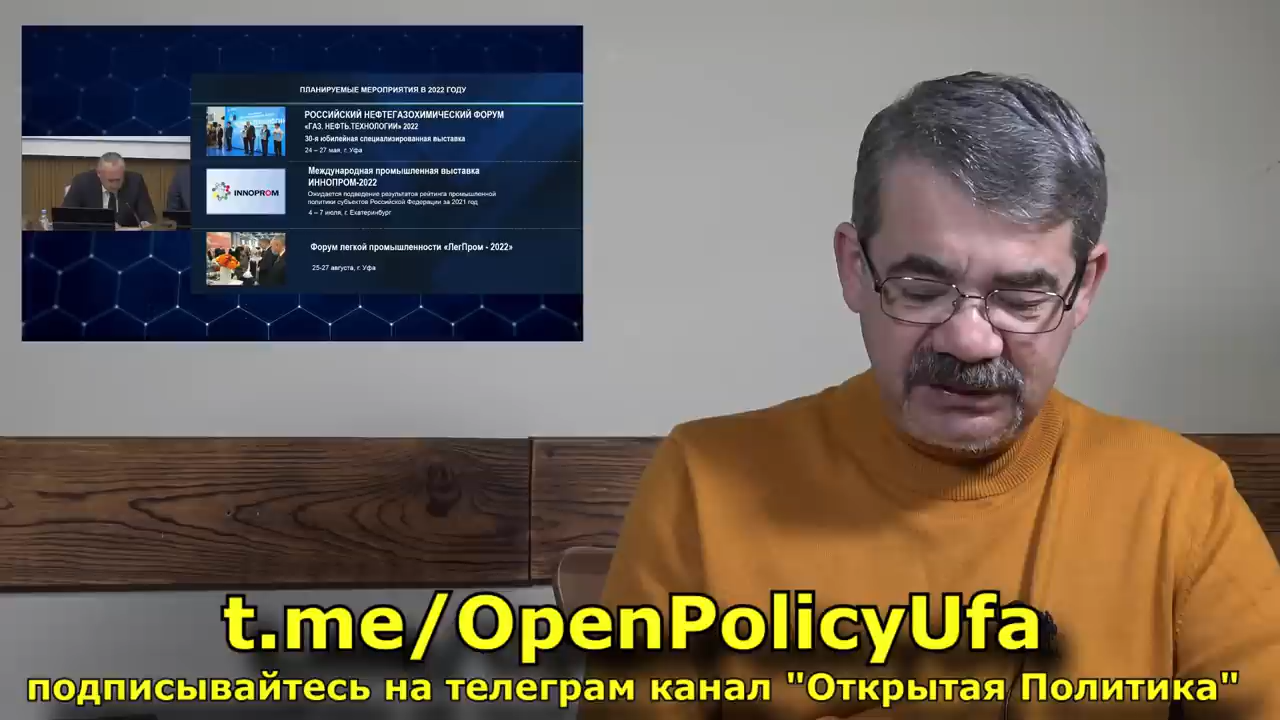 ПЛАНИРУЕМЫЕ МЕРОПРИЯТИЯ В 2022 ГОДУ
РОССИЙСКИЙ НЕФТЕГАЗОХИМИЧЕСКИЙ ФОРУМ
«ГАЗ. НЕФТЬ.ТЕХНОЛОГИИ» 2022
30-я юбилейная специализированная выставка
24 – 27 мая, г. Уфа
Международная промышленная выставка
ИННОПРОМ-2022
INNOPROM
Ожидается подведение результатов рейтинга промышленной
политики субъектов Российской Федерации за 2021 год
4 – 7 июля, г. Екатеринбург
Форум легкой промышленности «ЛегПром - 2022»
25-27 августа, г. Уфа
t.me/OpenPolicyUfa
подписывайтесь на телеграм канал "Открытая Политика"